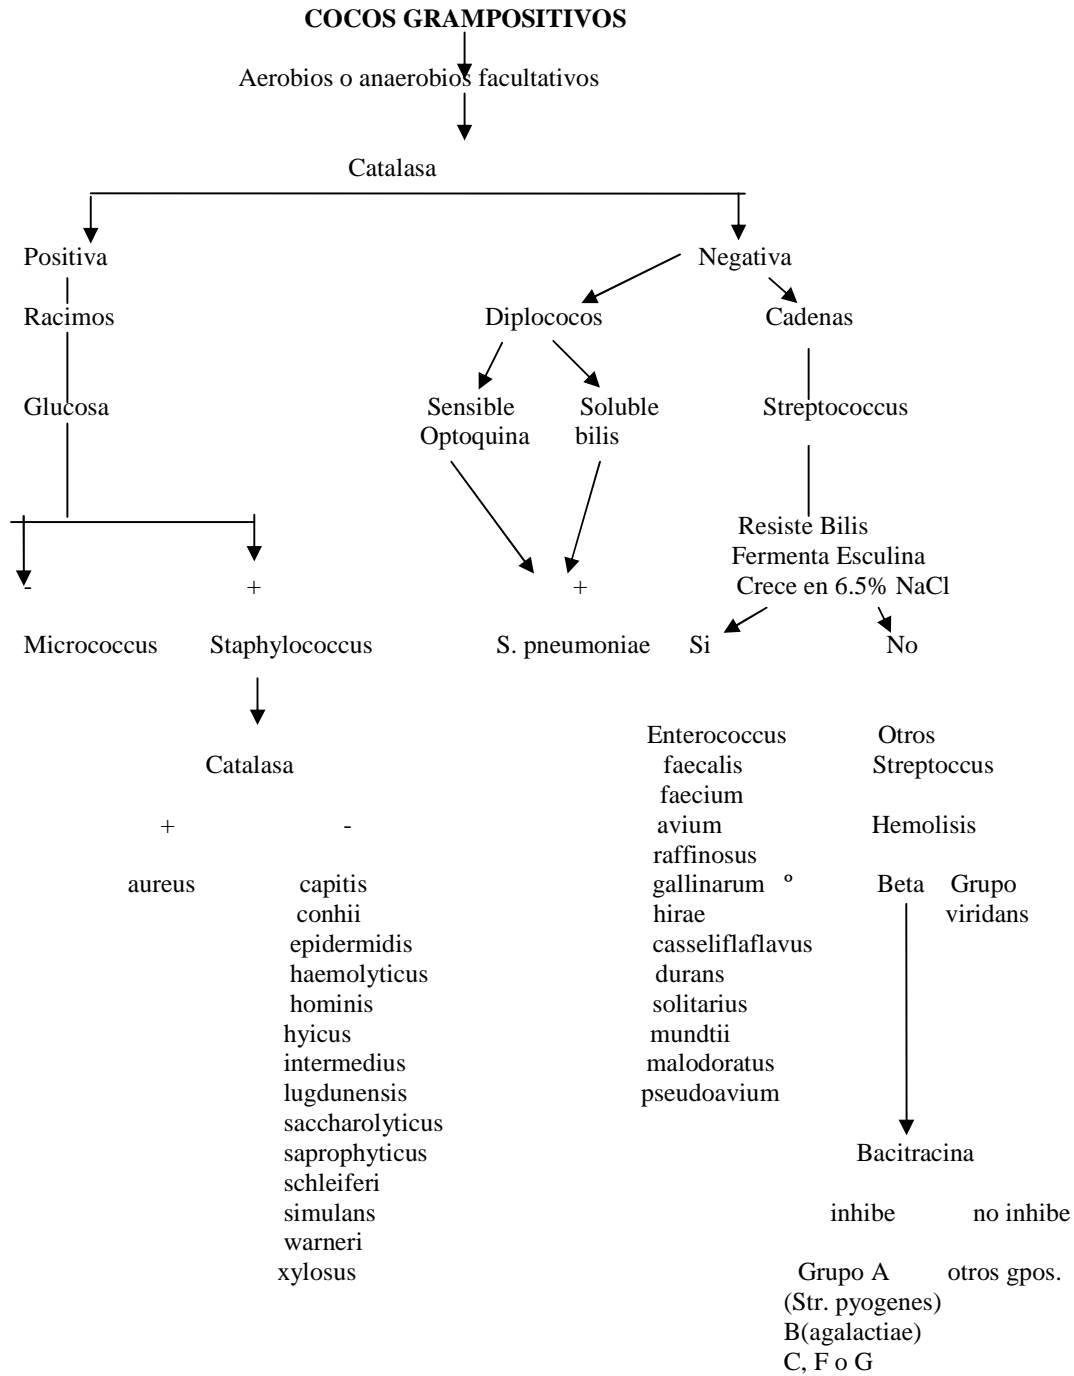 COCOS GRAMPOSITIVOS
Aerobios o anaerobios facultativos
Catalasa
Positiva
Negativa
Racimos
Diplococos
Cadenas
Glucosa
Sensible
Optoquina
Soluble
bilis
Streptococcus
Resiste Bilis
Fermenta Esculina
Crece en 6.5% NaCl
-
+
+
Micrococcus
Staphylococcus
S. pneumoniae
Si
No
Catalasa
+
-
aureus
capitis
conhii
epidermidis
haemolyticus
hominis
hyicus
intermedius
lugdunensis
saccharolyticus
saprophyticus
schleiferi
simulans
warneri
xylosus
Enterococcus
faecalis
faecium
avium
raffinosus
gallinarum º
hirae
casseliflaflavus
durans
solitarius
mundtii
malodoratus
pseudoavium
Otros
Streptoccus
Hemolisis
Beta
Grupo
viridans
Bacitracina
inhibe
no inhibe
Grupo A
(Str. pyogenes)
B(agalactiae)
C, F o G
otros gpos.